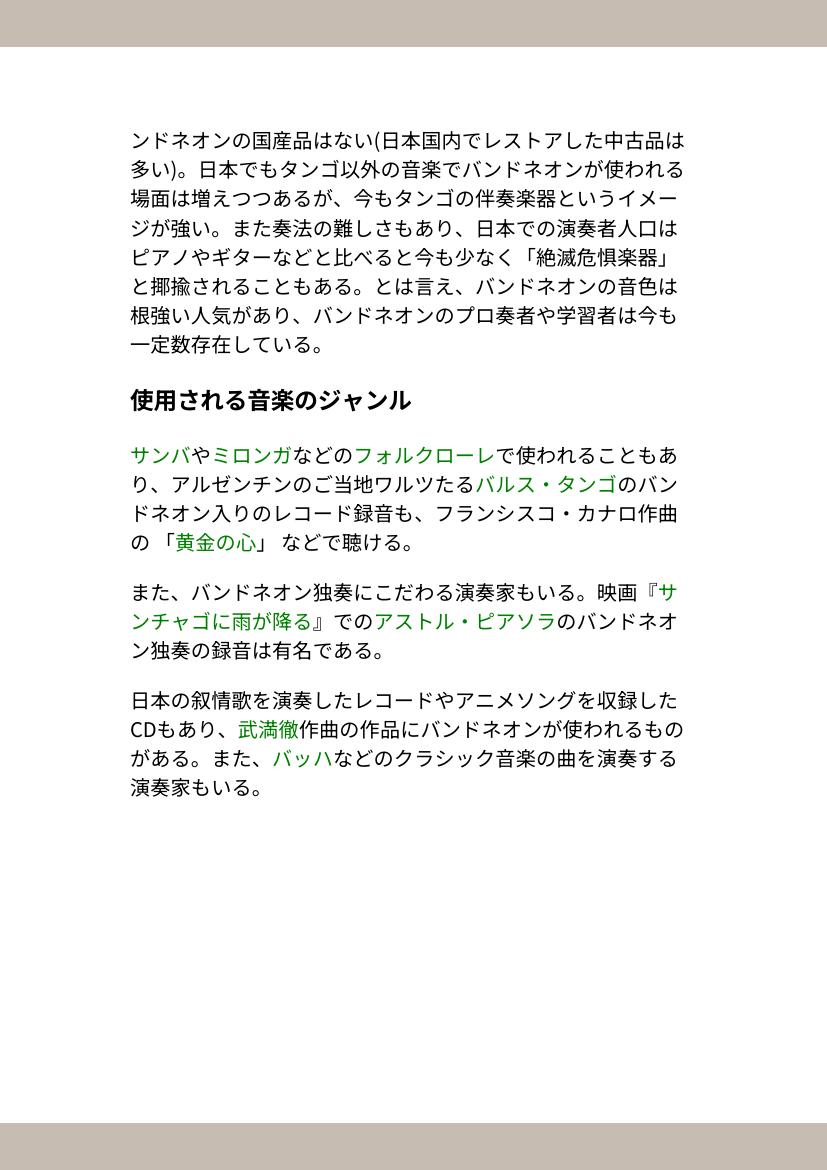 ンドネオンの国産品はない(日本国内でレストアした中古品は
多い)。日本でもタンゴ以外の音楽でバンドネオンが使われる
場面は増えつつあるが、今もタンゴの伴奏楽器というイメー
ジが強い。また奏法の難しさもあり、日本での演奏者人口は
ピアノやギターなどと比べると今も少なく「絶滅危惧楽器」
と揶揄されることもある。とは言え、バンドネオンの音色は
根強い人気があり、バンドネオンのプロ奏者や学習者は今も
一定数存在している。
使用される音楽のジャンル
サンバやミロンガなどのフォルクローレで使われることもあ
り、アルゼンチンのご当地ワルツたるバルス・タンゴのバン
ドネオン入りのレコード録音も、フランシスコ・カナロ作曲
の 「黄金の心」 などで聴ける。
また、バンドネオン独奏にこだわる演奏家もいる。映画『サ
ンチャゴに雨が降る』でのアストル・ピアソラのバンドネオ
ン独奏の録音は有名である。
日本の叙情歌を演奏したレコードやアニメソングを収録した
CDもあり、武満徹作曲の作品にバンドネオンが使われるもの
がある。また、バッハなどのクラシック音楽の曲を演奏する
演奏家もいる。